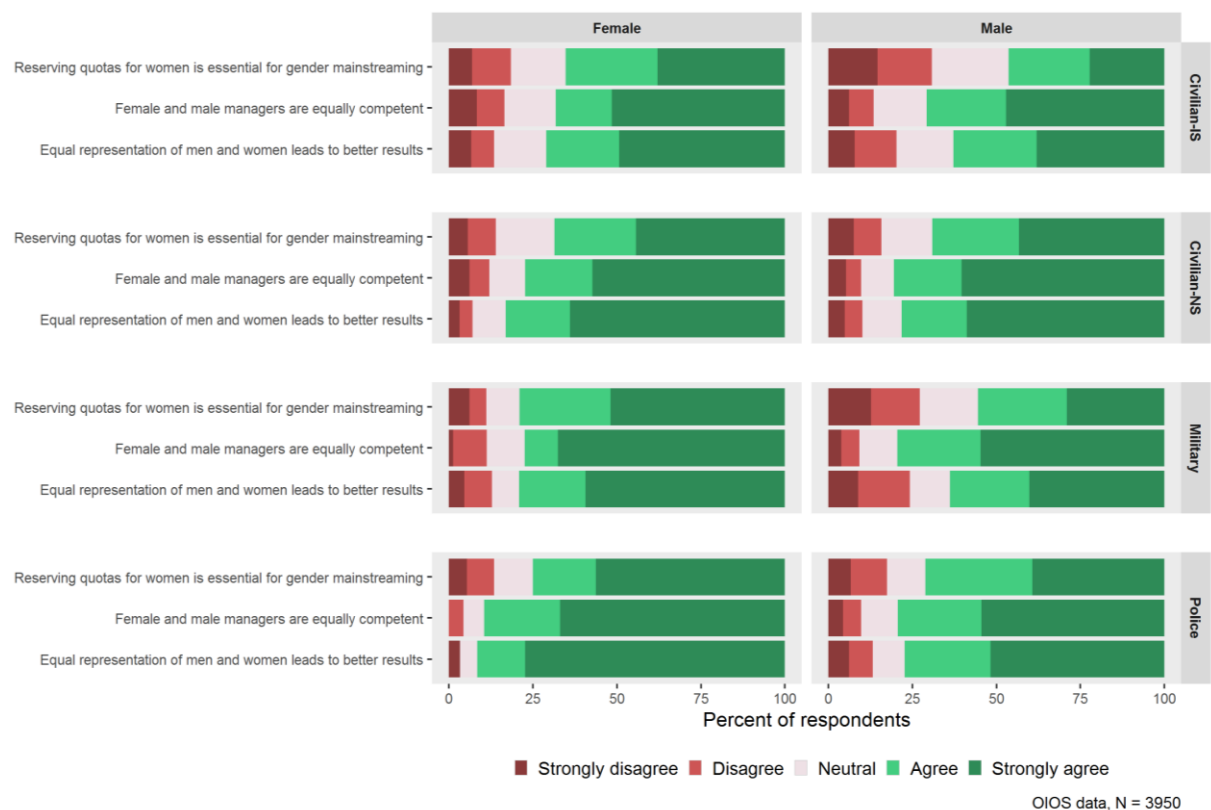 Female Male
Reserving quotas for women is essential for gender mainstreaming
Female and male managers are equally competent
Equal representation of men and women leads to better results
Civilian-IS
Reserving quotas for women is essential for gender mainstreaming
Female and male managers are equally competent
Equal representation of men and women leads to better results
Civilian-NS
Reserving quotas for women is essential for gender mainstreaming
Female and male managers are equally competent
Equal representation of men and women leads to better results
Military
Reserving quotas for women is essential for gender mainstreaming
Female and male managers are equally competent
Equal representation of men and women leads to better results
Police
0 25 50 75 100 0 25 50 75 100
Percent of respondents
Strongly disagree Disagree Neutral Agree Strongly agree
OIOS data, N = 3950